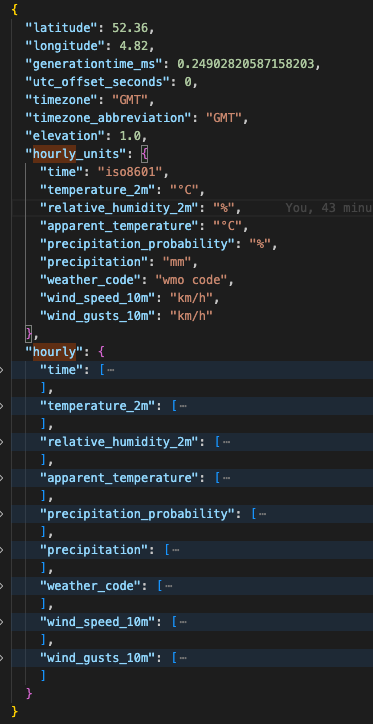 {
"latitude": 52.36,
"longitude": 4.82,
"generationtime_ms": 0.24902820587158203,
"utc_offset_seconds": 0,
"timezone": "GMT",
"timezone_abbreviation": "GMT",
"elevation": 1.0,
"hourly_units": {
"time": "iso8601",
"temperature_2m": "°C",
"relative_humidity_2m": "%", You, 43 minu
"apparent_temperature": "°C",
"precipitation_probability": "%",
"precipitation": "mm",
"weather_code": "wmo code",
"wind_speed_10m": "km/h",
"wind_gusts_10m": "km/h"
},
"hourly": {
"time": [⋯
],
"temperature_2m": [⋯
],
"relative_humidity_2m": [⋯
],
"apparent_temperature": [⋯
],
"precipitation_probability": [⋯
],
"precipitation": [⋯
],
"weather_code": [⋯
],
"wind_speed_10m": [⋯
],
"wind_gusts_10m": [⋯
]
}
}